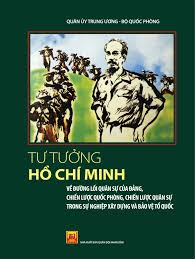 QUÂN ỦY TRUNG ƯƠNG - BỘ QUỐC PHÒNG
TƯ TƯỞNG
HỒ CHÍ MINH
VỀ ĐƯỜNG LỐI QUÂN SỰ CỦA ĐẢNG,
CHIẾN LƯỢC QUỐC PHÒNG, CHIẾN LƯỢC QUÂN SỰ
TRONG SỰ NGHIỆP XÂY DỰNG VÀ BẢO VỆ TỔ QUỐC
NHÀ XUẤT BẢN QUÂN ĐỘI NHÂN DÂN